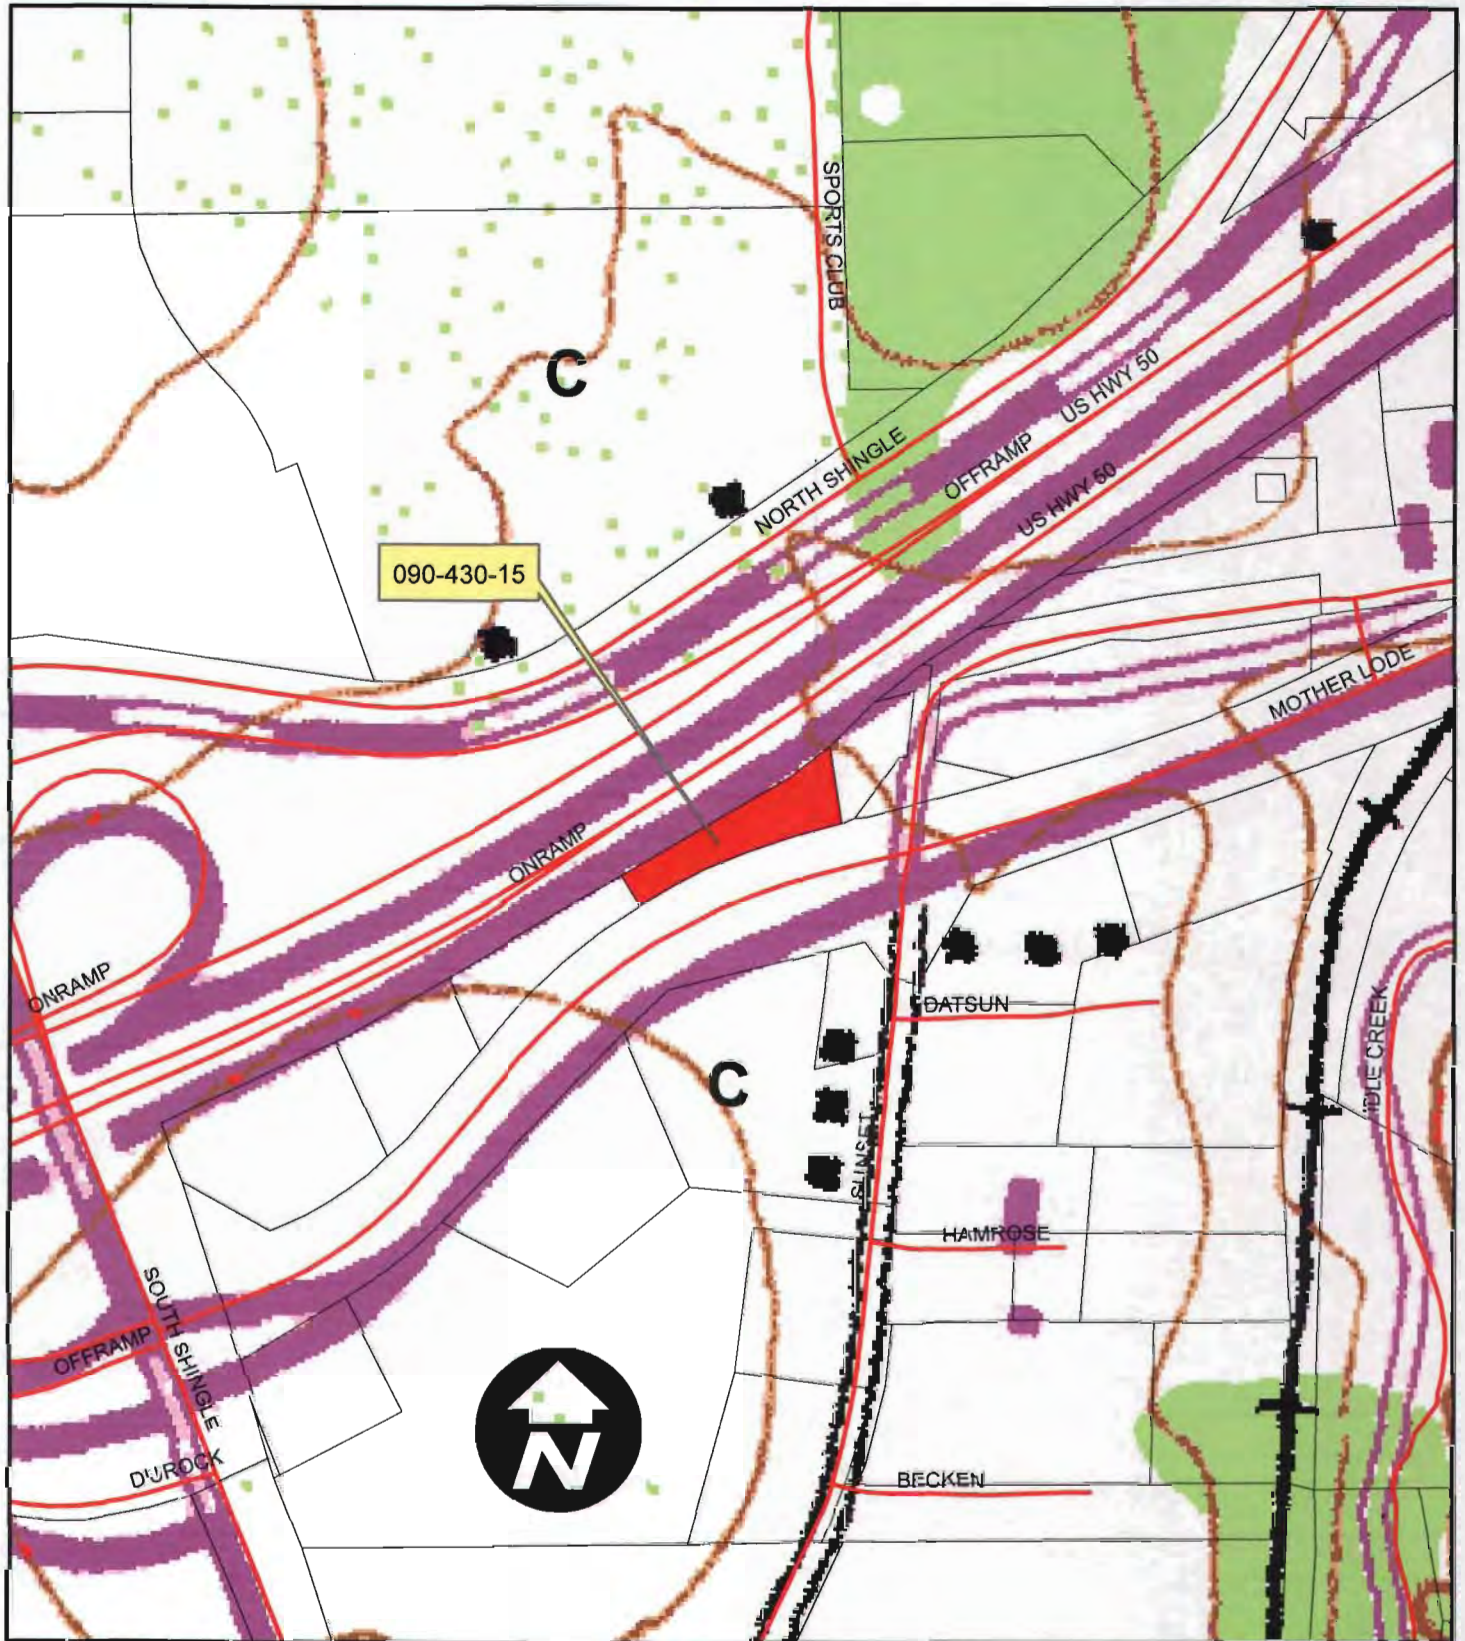 SPORTS CLUB
C
US HWY 50
NORTH SHINGLE
OFFRAMP
US HWY 50
090-430-15
MOTHER LODE
ONRAMP
ONRAMP
DATSUN
IDLE CREEK
C
SUNSET
HAMROSE
SOUTH SHINGLE
OFFRAMP
N
DUROCK
BECKEN